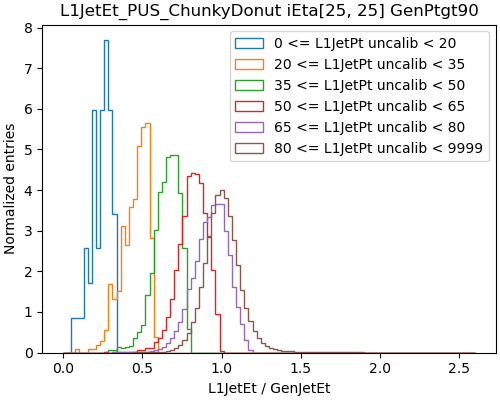 L1JetEt_PUS_ChunkyDonut iEta[25, 25] GenPtgt90
8
7
6
5
4
3
2
1
0
Normalized entries
0 <= L1JetPt uncalib < 20
20 <= L1JetPt uncalib < 35
35 <= L1JetPt uncalib < 50
50 <= L1JetPt uncalib < 65
65 <= L1JetPt uncalib < 80
80 <= L1JetPt uncalib < 9999
0.0 0.5 1.0 1.5 2.0 2.5
L1JetEt / GenJetEt